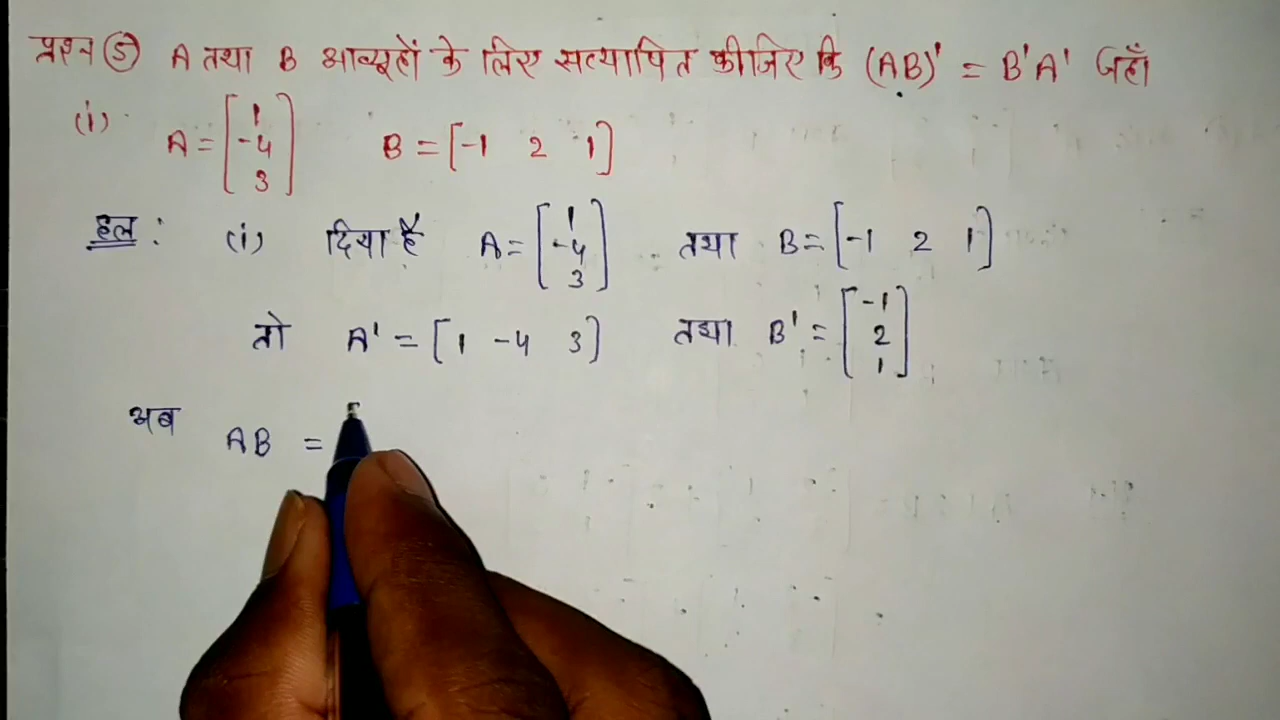 प्रश्न (5) A तथा B आव्यूहों के लिए सत्यापित कीजिए कि (AB)' = B'A' जहाँ
(i) A = [1 -4 3] B = [-1 2 1]
हल : (i) दिया है A = [1 -4 3] तथा B = [-1 2 1]
तो A' = [1 -4 3] तथा B' = [-1 2 1]
अब AB =